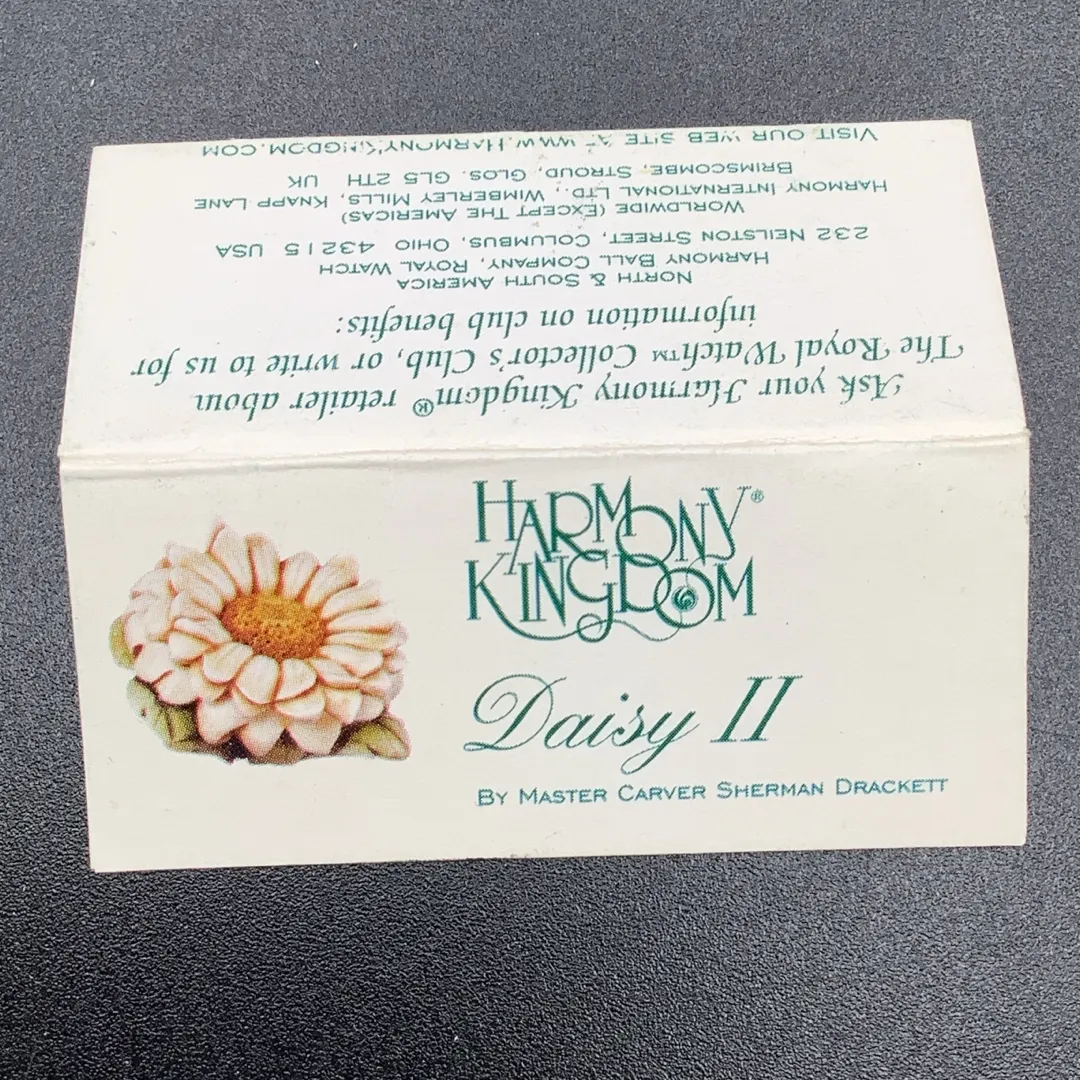 HARMONY®
KINGDOM
Daisy II
BY MASTER CARVER SHERMAN DRACKETT
Ask your Harmony Kingdom® retailer about
The Royal Watch™ Collector's Club, or write to us for
information on club benefits:
NORTH & SOUTH AMERICA
HARMONY BALL COMPANY, ROYAL WATCH
232 NEILSTON STREET, COLUMBUS, OHIO 43215 USA
WORLDWIDE (EXCEPT THE AMERICAS)
HARMONY INTERNATIONAL LTD., WIMBERLEY MILLS, KNAPP LANE
BRIMSCOMBE, STROUD, GLOS. GL5 2TH UK
VISIT OUR WEB SITE AT WWW.HARMONYKINGDOM.COM